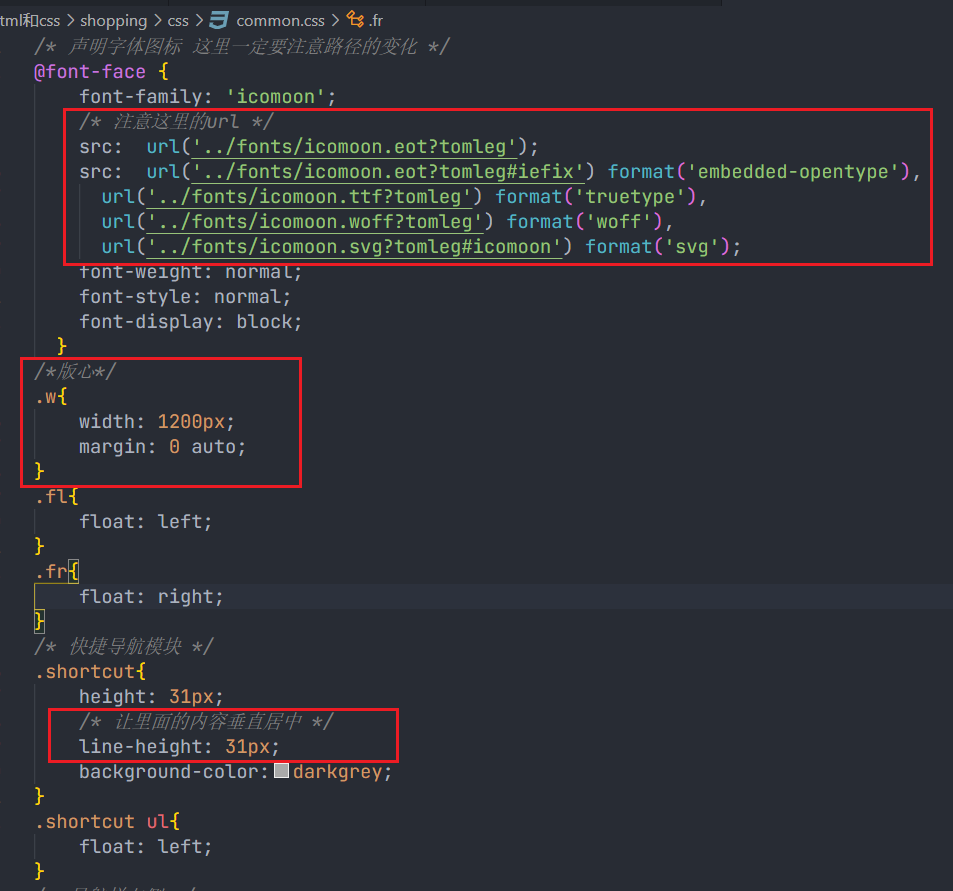 tml和css > shopping > css > common.css > .fr
/* 声明字体图标 这里一定要注意路径的变化 */
@font-face {
font-family: 'icomoon';
/* 注意这里的url */
src:  url('../fonts/icomoon.eot?tomleg');
src:  url('../fonts/icomoon.eot?tomleg#iefix') format('embedded-opentype'),
url('../fonts/icomoon.ttf?tomleg') format('truetype'),
url('../fonts/icomoon.woff?tomleg') format('woff'),
url('../fonts/icomoon.svg?tomleg#icomoon') format('svg');
font-weight: normal;
font-style: normal;
font-display: block;
}
/*版心*/
.w{
width: 1200px;
margin: 0 auto;
}
.fl{
float: left;
}
.fr{
float: right;
}
/* 快捷导航模块 */
.shortcut{
height: 31px;
/* 让里面的内容垂直居中 */
line-height: 31px;
background-color: darkgrey;
}
.shortcut ul{
float: left;
}